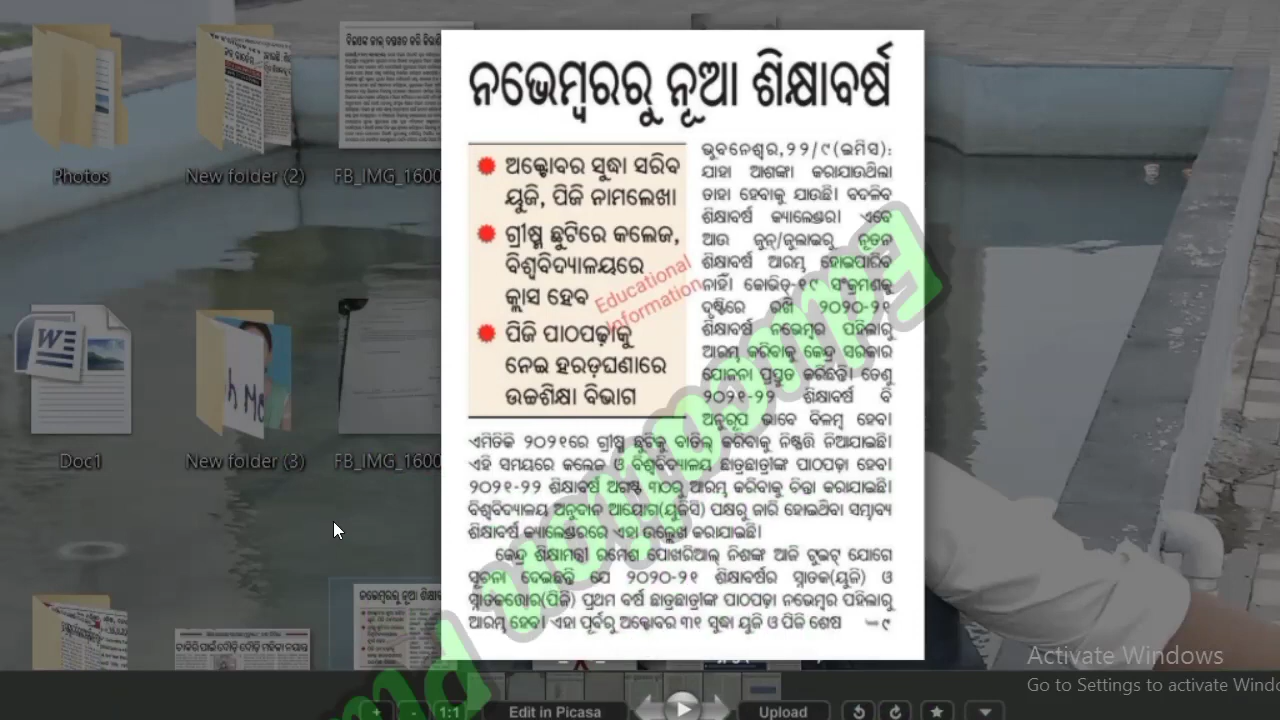 ନଭେମ୍ବରରୁ ନୂଆ ଶିକ୍ଷାବର୍ଷ
ଅକ୍ଟୋବର ସୁଦ୍ଧା ସରିବ
ୟୁଜି, ପିଜି ନାମଲେଖା
ଗ୍ରୀଷ୍ମ ଛୁଟିରେ କଲେଜ,
ବିଶ୍ୱବିଦ୍ୟାଳୟରେ
କ୍ଲାସ ହେବ
ପିଜି ପାଠପଢ଼ାକୁ
ନେଇ ହରଡ଼ଘଣାରେ
ଉଚ୍ଚଶିକ୍ଷା ବିଭାଗ
ଭୁବନେଶ୍ୱର,୨୨/୯(ଇମିସ):
ଯାହା ଆଶଙ୍କା କରାଯାଉଥିଲା
ତାହା ହେବାକୁ ଯାଉଛି। ବଦଳିବ
ଶିକ୍ଷାବର୍ଷ କ୍ୟାଲେଣ୍ଡର। ଏବେ
ଆଉ ଜୁନ୍/ଜୁଲାଇରୁ ନୂତନ
ଶିକ୍ଷାବର୍ଷ ଆରମ୍ଭ ହୋଇପାରିବ
ନାହିଁ। କୋଭିଡ୍-୧୯ ସଂକ୍ରମଣକୁ
ଦୃଷ୍ଟିରେ ରଖି ୨୦୨୦-୨୧
ଶିକ୍ଷାବର୍ଷ ନଭେମ୍ବର ପହିଲାରୁ
ଆରମ୍ଭ କରିବାକୁ କେନ୍ଦ୍ର ସରକାର
ଯୋଜନା ପ୍ରସ୍ତୁତ କରିଛନ୍ତି। ତେଣୁ
୨୦୨୧-୨୨ ଶିକ୍ଷାବର୍ଷ ବି
ଅନୁରୂପ ଭାବେ ବିଳମ୍ବ ହେବ।
ଏମିତିକି ୨୦୨୧ରେ ଗ୍ରୀଷ୍ମ ଛୁଟିକୁ ବାତିଲ୍ କରିବାକୁ ନିଷ୍ପତ୍ତି ନିଆଯାଇଛି।
ଏହି ସମୟରେ କଲେଜ ଓ ବିଶ୍ୱବିଦ୍ୟାଳୟ ଛାତ୍ରଛାତ୍ରୀଙ୍କ ପାଠପଢ଼ା ହେବ।
୨୦୨୧-୨୨ ଶିକ୍ଷାବର୍ଷ ଅଗଷ୍ଟ ୩୦ରୁ ଆରମ୍ଭ କରିବାକୁ ଚିନ୍ତା କରାଯାଇଛି।
ବିଶ୍ୱବିଦ୍ୟାଳୟ ଅନୁଦାନ ଆୟୋଗ(ୟୁଜିସି) ପକ୍ଷରୁ ଜାରି ହୋଇଥିବା ସମ୍ଭାବ୍ୟ
ଶିକ୍ଷାବର୍ଷ କ୍ୟାଲେଣ୍ଡରରେ ଏହା ଉଲ୍ଲେଖ କରାଯାଇଛି।
କେନ୍ଦ୍ର ଶିକ୍ଷାମନ୍ତ୍ରୀ ରମେଶ ପୋଖରିଆଲ୍ ନିଶଙ୍କ ଆଜି ଟୁଇଟ୍ ଯୋଗେ
ସୂଚନା ଦେଇଛନ୍ତି ଯେ ୨୦୨୦-୨୧ ଶିକ୍ଷାବର୍ଷର ସ୍ନାତକ(ୟୁଜି) ଓ
ସ୍ନାତକୋତ୍ତର(ପିଜି) ପ୍ରଥମ ବର୍ଷ ଛାତ୍ରଛାତ୍ରୀଙ୍କ ପାଠପଢ଼ା ନଭେମ୍ବର ପହିଲାରୁ
ଆରମ୍ଭ ହେବ। ଏହା ପୂର୍ବରୁ ଅକ୍ଟୋବର ୩୧ ସୁଦ୍ଧା ୟୁଜି ଓ ପିଜି ଶେଷ ୯
Educational
Information
Photos
New folder (2)
FB_IMG_1600
Doc1
New folder (3)
FB_IMG_1600
Activate Windows
Go to Settings to activate Windo
1:1
Edit in Picasa
Upload